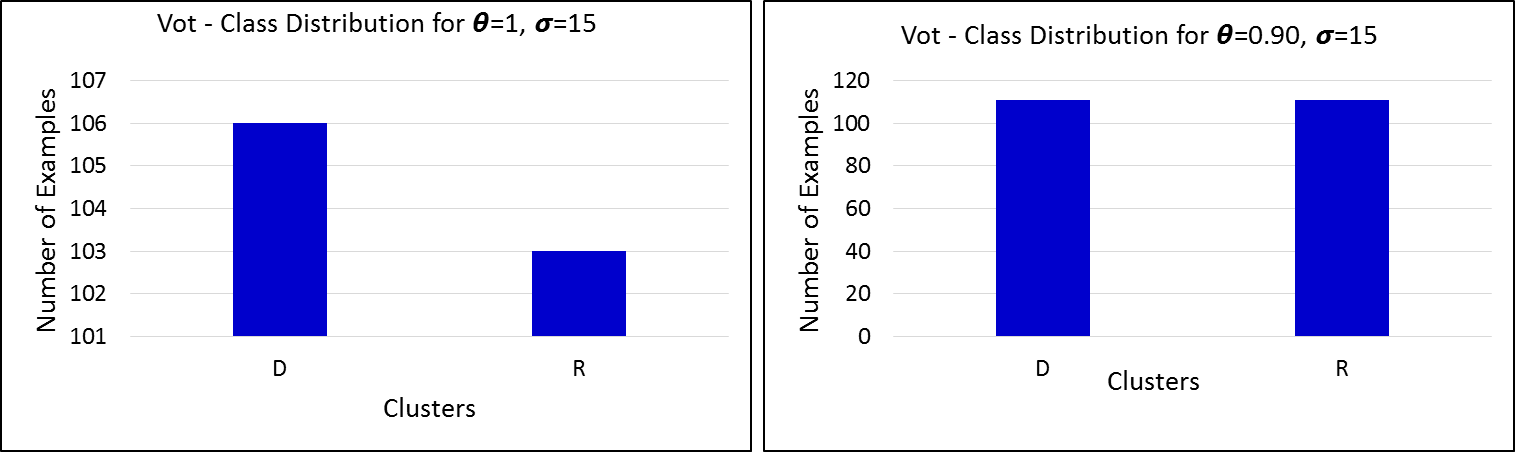 Vot - Class Distribution for θ=1, σ=15
Number of Examples
107
106
105
104
103
102
101
D R
Clusters
Vot - Class Distribution for θ=0.90, σ=15
Number of Examples
120
100
80
60
40
20
0
D R
Clusters